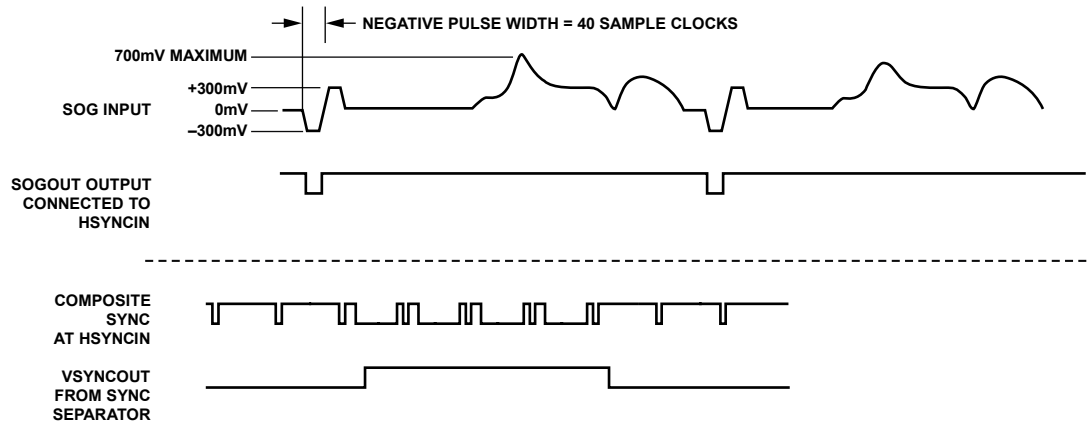 NEGATIVE PULSE WIDTH = 40 SAMPLE CLOCKS
700mV MAXIMUM
+300mV
SOG INPUT
0mV
–300mV
SOGOUT OUTPUT
CONNECTED TO
HSYNCIN
COMPOSITE
SYNC
AT HSYNCIN
VSYNCOUT
FROM SYNC
SEPARATOR